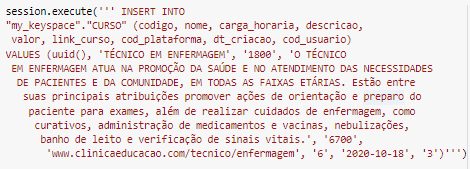 session.execute(''' INSERT INTO
"my_keyspace"."CURSO" (codigo, nome, carga_horaria, descricao,
valor, link_curso, cod_plataforma, dt_criacao, cod_usuario)
VALUES (uuid(), 'TÉCNICO EM ENFERMAGEM', '1800', 'O TÉCNICO
EM ENFERMAGEM ATUA NA PROMOÇÃO DA SAÚDE E NO ATENDIMENTO DAS NECESSIDADES
DE PACIENTES E DA COMUNIDADE, EM TODAS AS FAIXAS ETÁRIAS. Estão entre
suas principais atribuições promover ações de orientação e preparo do
paciente para exames, além de realizar cuidados de enfermagem, como
curativos, administração de medicamentos e vacinas, nebulizações,
banho de leito e verificação de sinais vitais.', '6700',
'www.clinicaeducacao.com/tecnico/enfermagem', '6', '2020-10-18', '3')''')